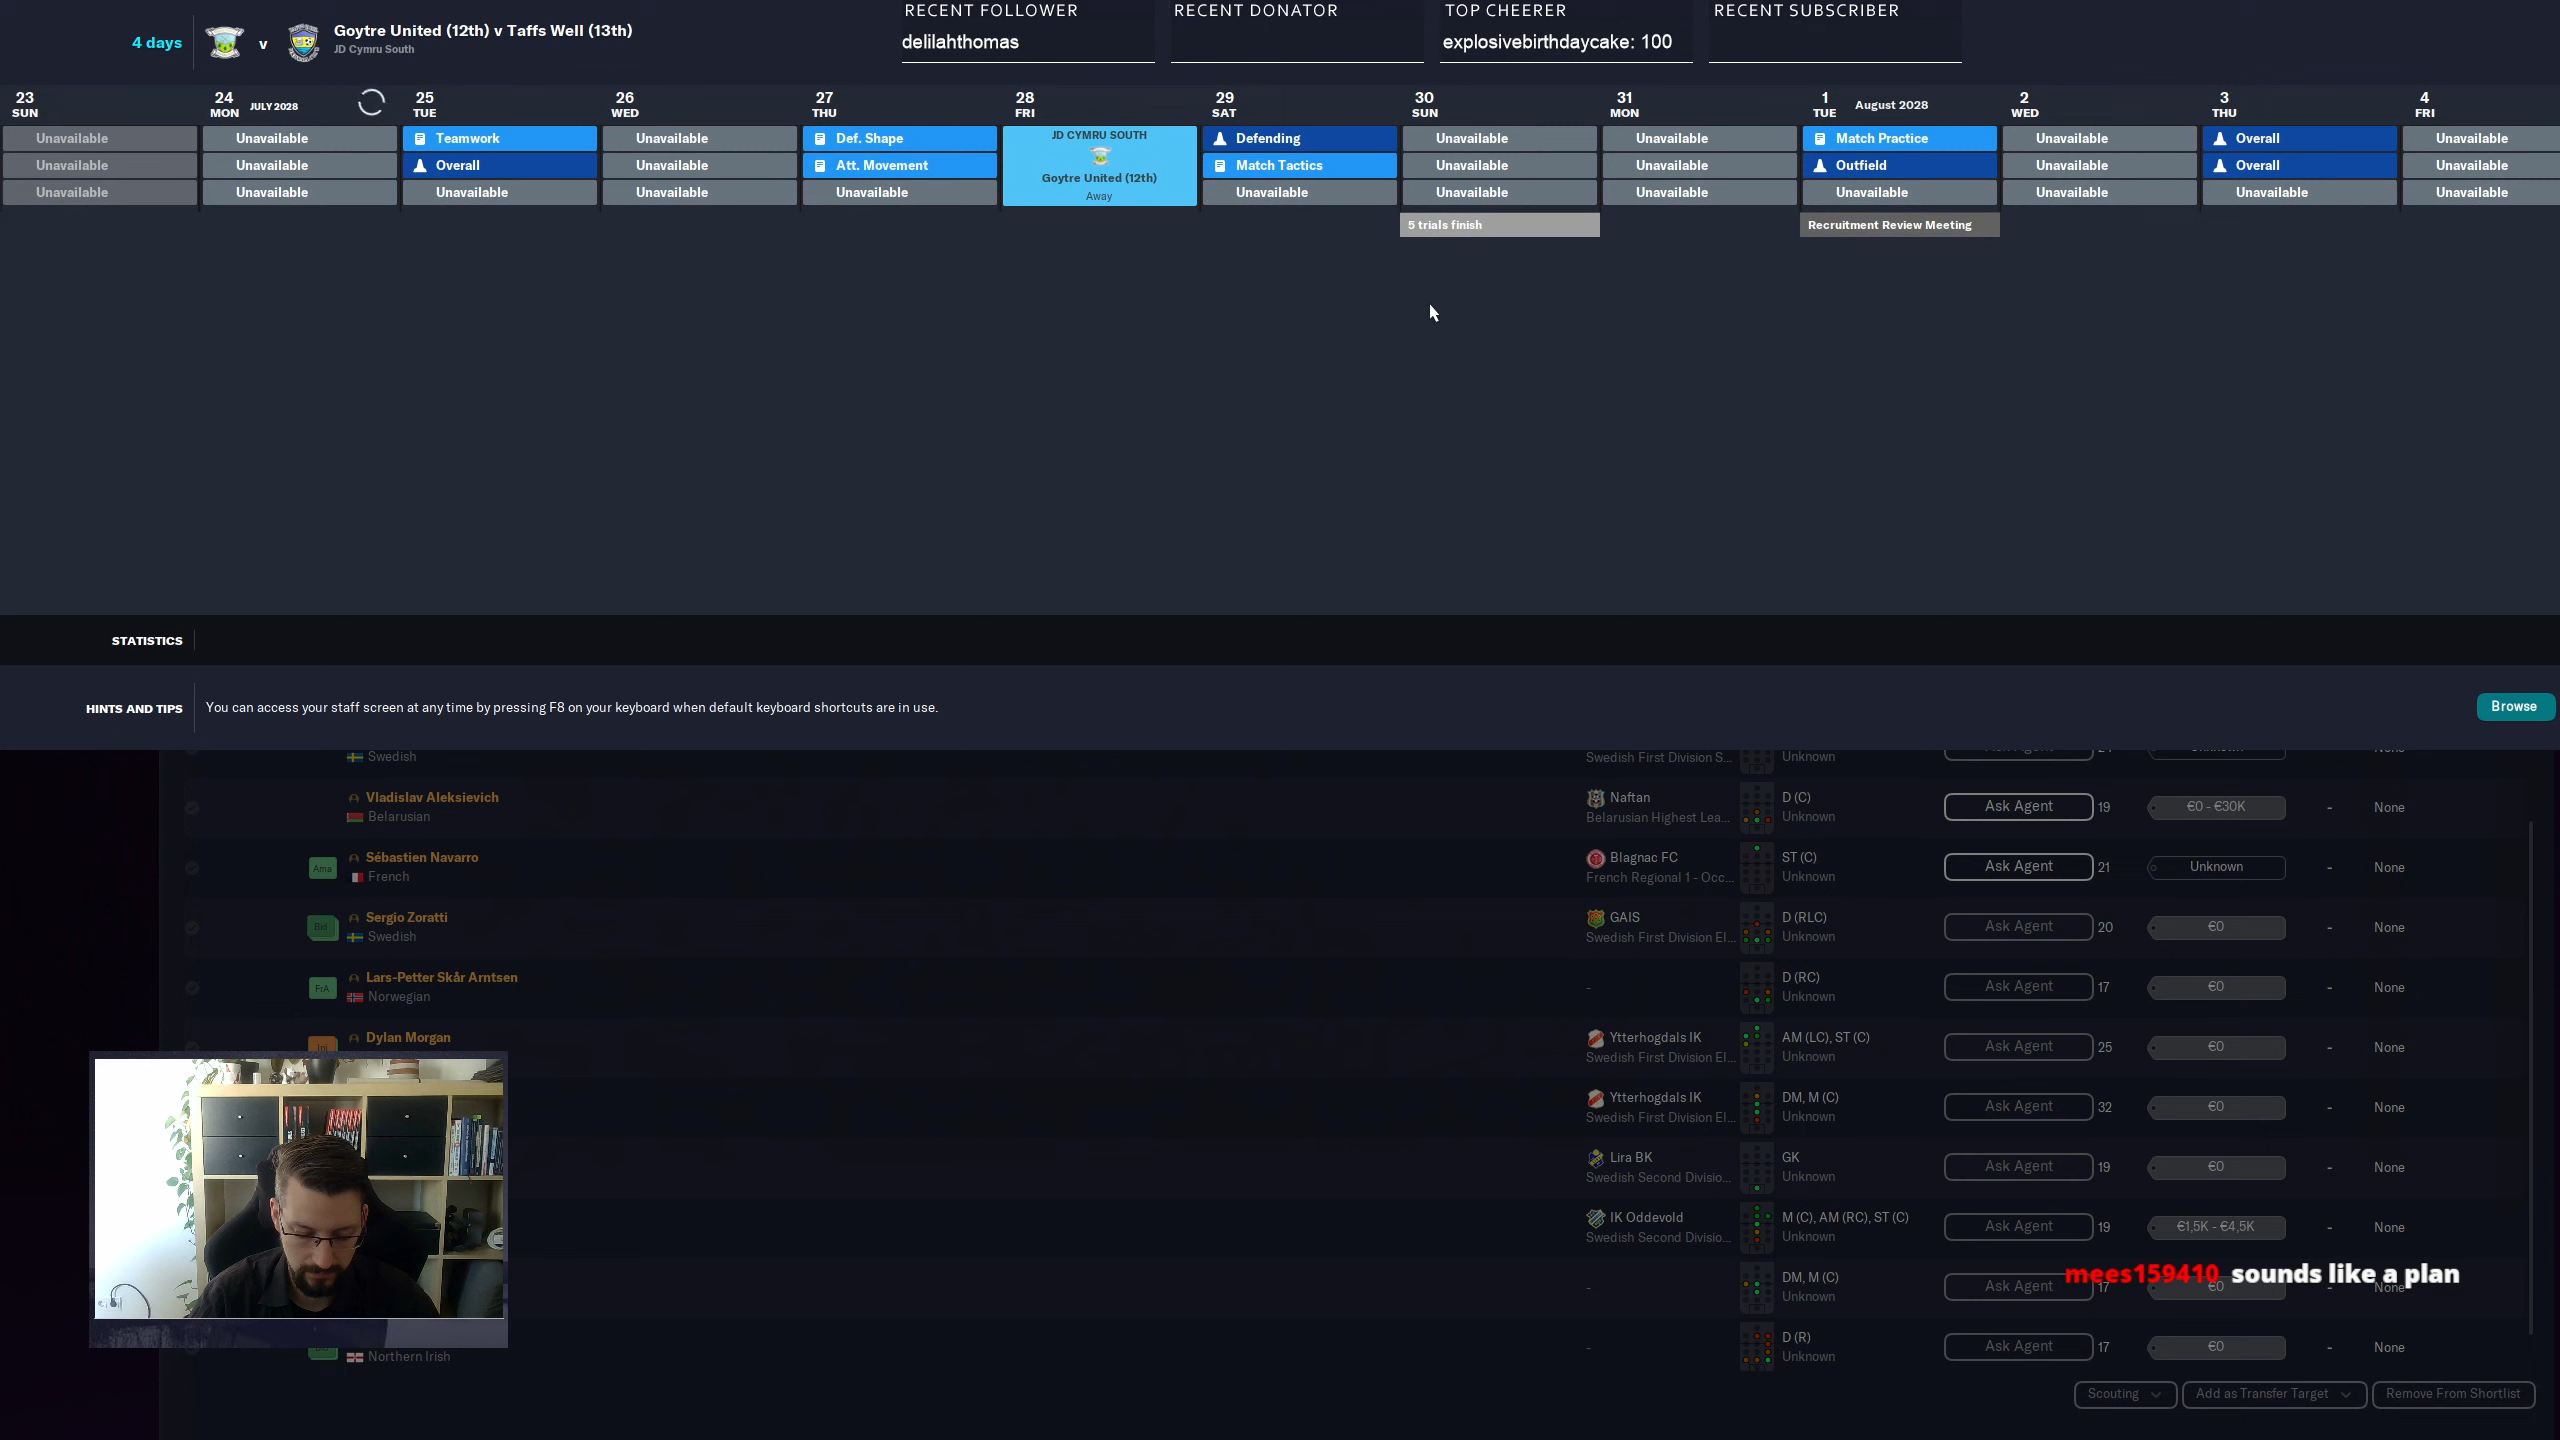 4 days
v
Goytre United (12th) v Taffs Well (13th)
JD Cymru South
RECENT FOLLOWER
delilahthomas
RECENT DONATOR
TOP CHEERER
explosivebirthdaycake: 100
RECENT SUBSCRIBER
23 SUN
24 MON JULY 2028
25 TUE
26 WED
27 THU
28 FRI
29 SAT
30 SUN
31 MON
1 TUE August 2028
2 WED
3 THU
4 FRI
Unavailable Unavailable Teamwork Unavailable Def. Shape JD CYMRU SOUTH Defending Unavailable Unavailable Match Practice Unavailable Overall Unavailable
Unavailable Unavailable Overall Unavailable Att. Movement Goytre United (12th) Match Tactics Unavailable Unavailable Outfield Unavailable Overall Unavailable
Unavailable Unavailable Unavailable Unavailable Unavailable Away Unavailable Unavailable Unavailable Unavailable Unavailable Unavailable Unavailable
5 trials finish
Recruitment Review Meeting
STATISTICS
HINTS AND TIPS
You can access your staff screen at any time by pressing F8 on your keyboard when default keyboard shortcuts are in use.
Browse
Swedish Swedish First Division S... Unknown
Vladislav Aleksievich Naftan D (C) Ask Agent 19 €0 - €30K - None
Belarusian Belarusian Highest Lea... Unknown
Ama Sébastien Navarro Blagnac FC ST (C) Ask Agent 21 Unknown - None
French French Regional 1 - Occ... Unknown
Bid Sergio Zoratti GAIS D (RLC) Ask Agent 20 €0 - None
Swedish Swedish First Division El... Unknown
FrA Lars-Petter Skår Arntsen - D (RC) Ask Agent 17 €0 - None
Norwegian Unknown
Inj Dylan Morgan Ytterhogdals IK AM (LC), ST (C) Ask Agent 25 €0 - None
Swedish First Division El... Unknown
Ytterhogdals IK DM, M (C) Ask Agent 32 €0 - None
Swedish First Division El... Unknown
Lira BK GK Ask Agent 19 €0 - None
Swedish Second Divisio... Unknown
IK Oddevold M (C), AM (RC), ST (C) Ask Agent 19 €1,5K - €4,5K - None
Swedish Second Divisio... Unknown
mees159410 sounds like a plan
- DM, M (C) Ask Agent 17 €0 - None
Unknown
- D (R) Ask Agent 17 €0 - None
Northern Irish Unknown
Scouting
Add as Transfer Target
Remove From Shortlist